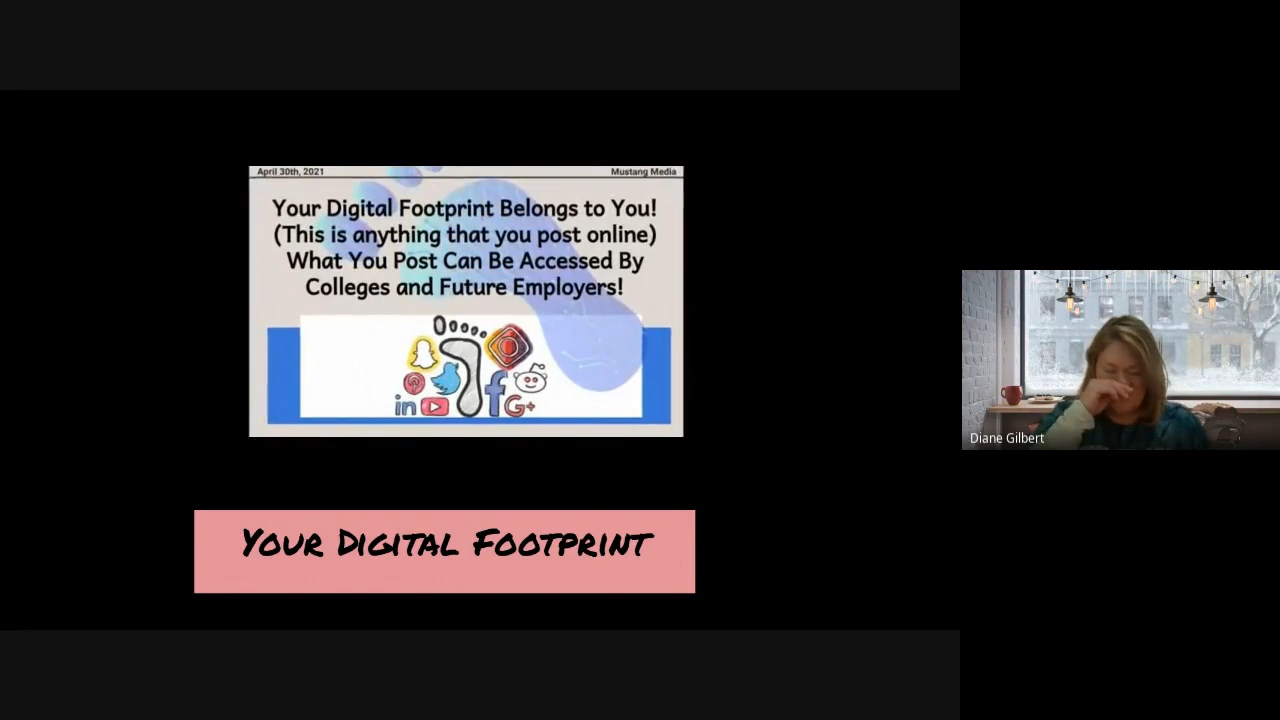 April 30th, 2021
Mustang Media
Your Digital Footprint Belongs to You!
(This is anything that you post online)
What You Post Can Be Accessed By
Colleges and Future Employers!
in
f
G+
Your Digital Footprint
Diane Gilbert